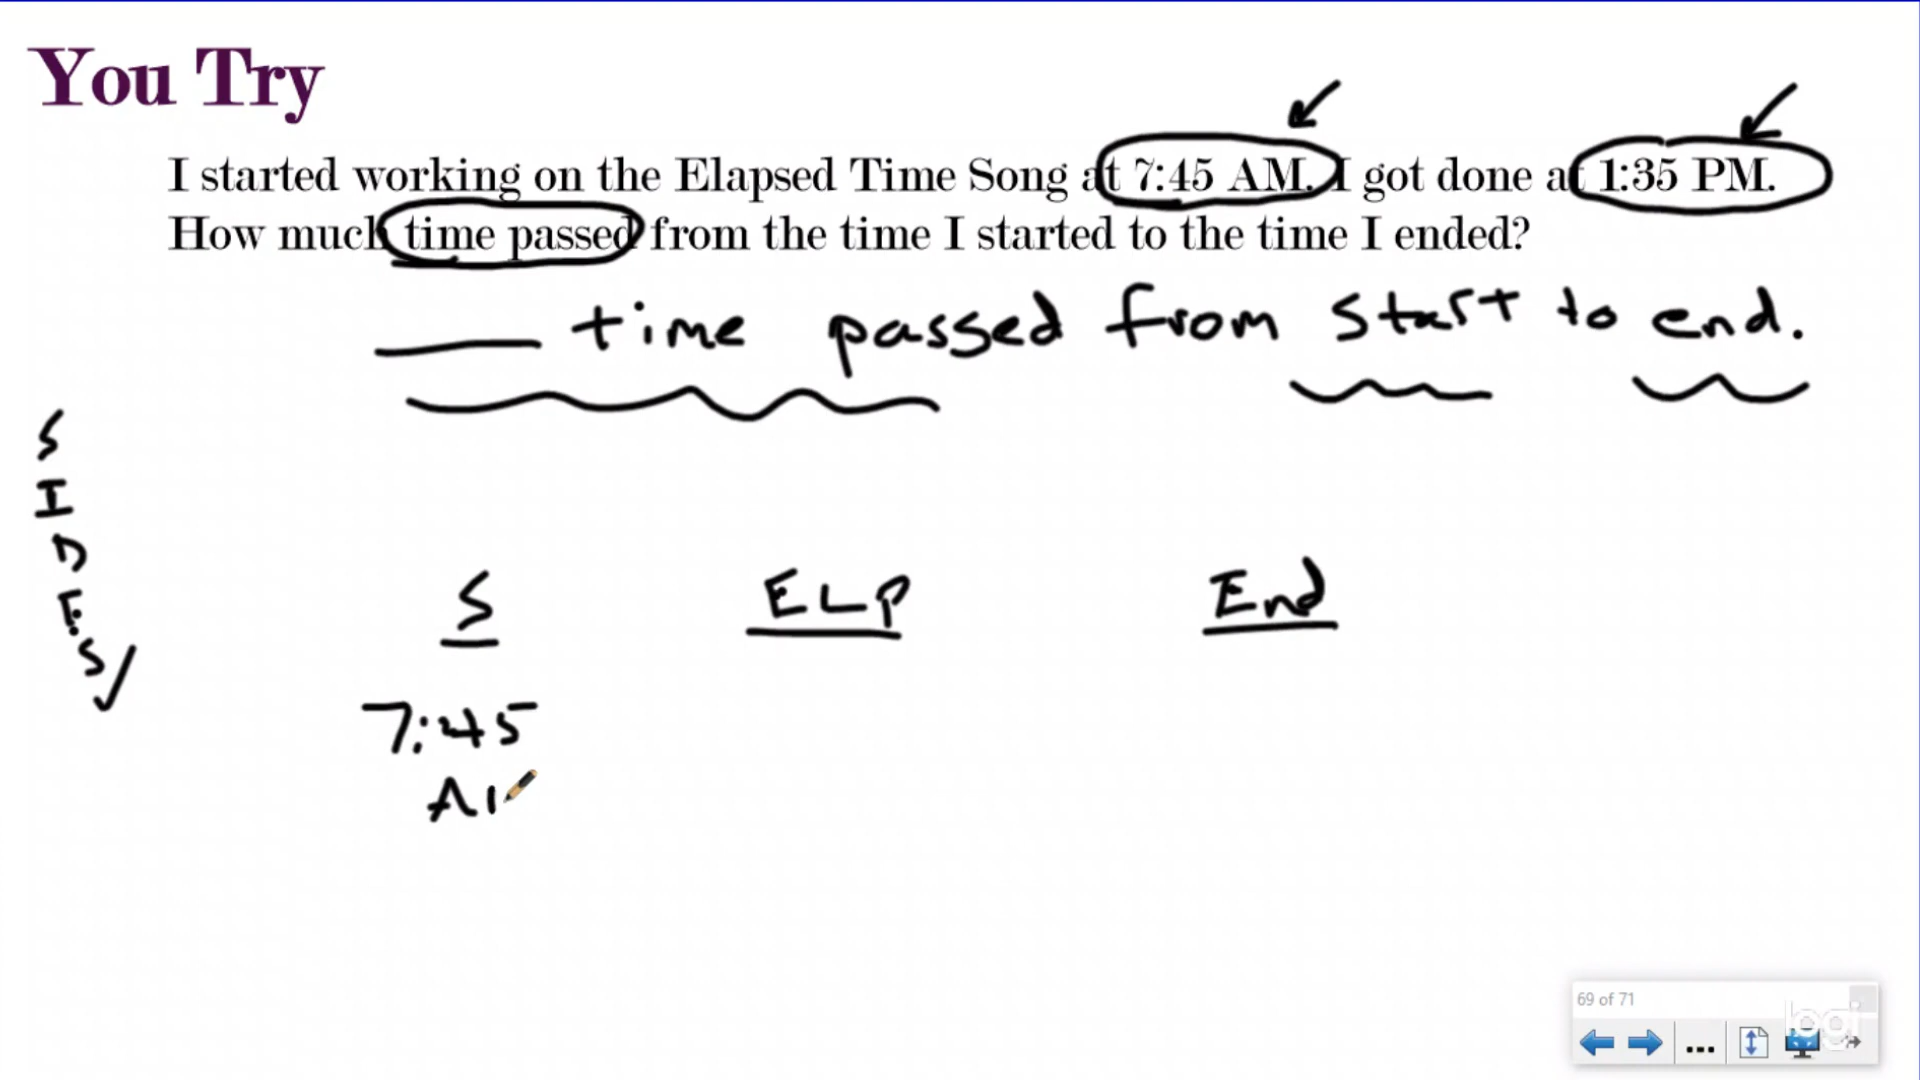 You Try
I started working on the Elapsed Time Song at 7:45 AM. I got done at 1:35 PM.
How much time passed from the time I started to the time I ended?
____ time passed from start to end.
S
I
D
E
S
S ELP End
7:45
A
69 of 71
logi
...